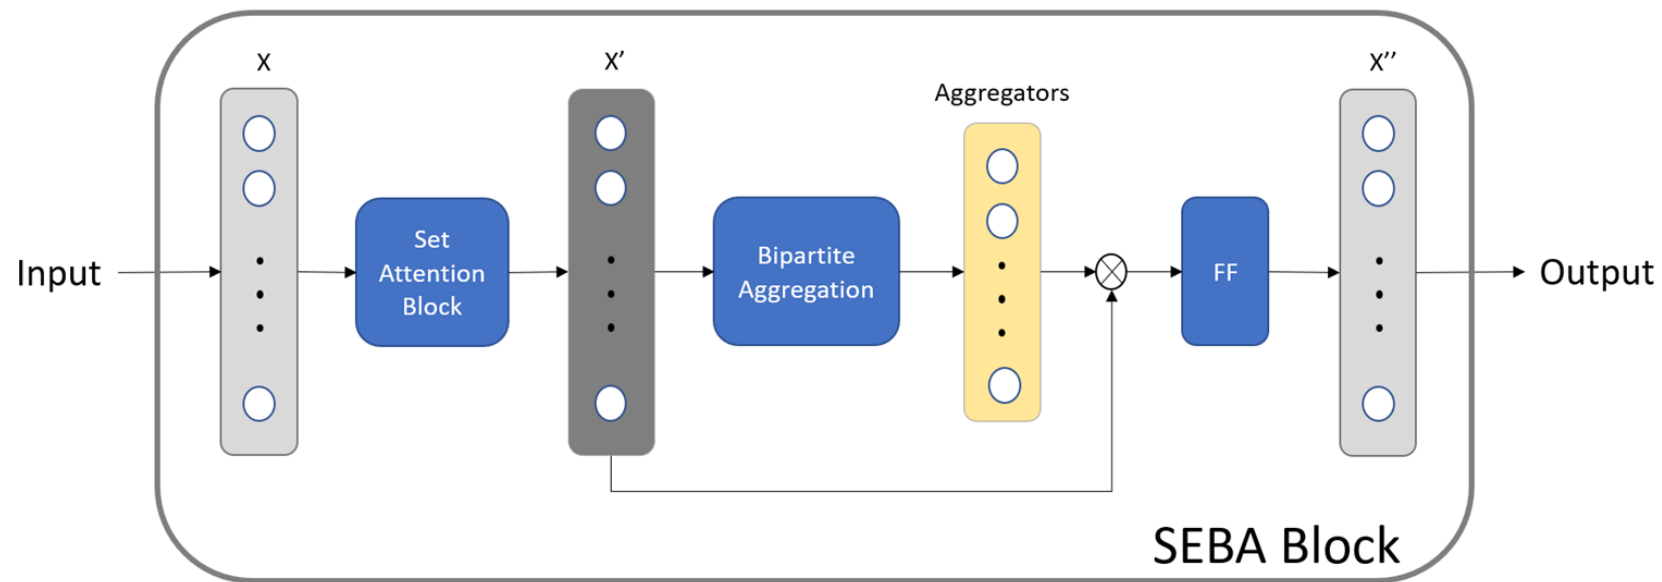 X
X’
Aggregators
X’’
Input
Set
Attention
Block
Bipartite
Aggregation
FF
Output
SEBA Block